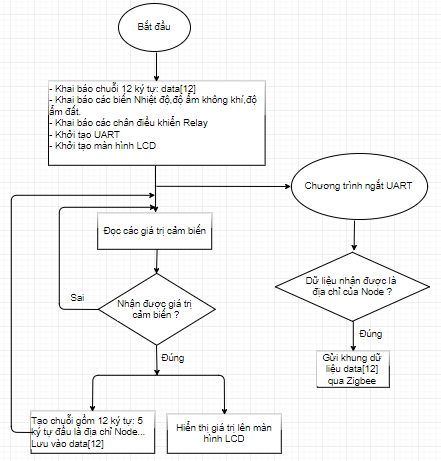 Bắt đầu
- Khai báo chuỗi 12 ký tự: data[12]
- Khai báo các biến Nhiệt độ,độ ẩm không khí,độ
ẩm đất.
- Khai báo các chân điều khiển Relay
- Khởi tạo UART
- Khởi tạo màn hình LCD
Chương trình ngắt UART
Đọc các giá trị cảm biến
Sai
Nhận được giá trị
cảm biến ?
Dữ liệu nhận được là
địa chỉ của Node ?
Đúng
Đúng
Gửi khung dữ
liệu data[12]
qua Zigbee
Tạo chuỗi gồm 12 ký tự: 5
ký tự đầu là địa chỉ Node...
Lưu vào data[12]
Hiển thị giá trị lên màn
hình LCD